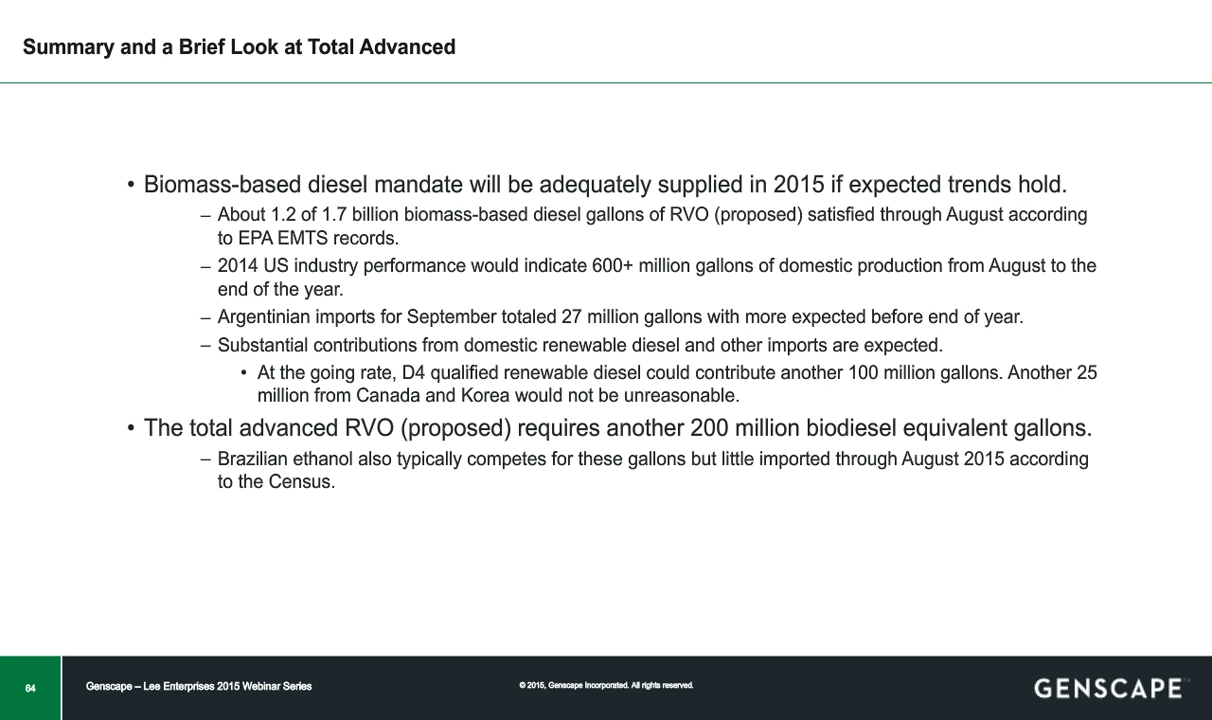 Summary and a Brief Look at Total Advanced
• Biomass-based diesel mandate will be adequately supplied in 2015 if expected trends hold.
– About 1.2 of 1.7 billion biomass-based diesel gallons of RVO (proposed) satisfied through August according
to EPA EMTS records.
– 2014 US industry performance would indicate 600+ million gallons of domestic production from August to the
end of the year.
– Argentinian imports for September totaled 27 million gallons with more expected before end of year.
– Substantial contributions from domestic renewable diesel and other imports are expected.
• At the going rate, D4 qualified renewable diesel could contribute another 100 million gallons. Another 25
million from Canada and Korea would not be unreasonable.
• The total advanced RVO (proposed) requires another 200 million biodiesel equivalent gallons.
– Brazilian ethanol also typically competes for these gallons but little imported through August 2015 according
to the Census.
64
Genscape – Lee Enterprises 2015 Webinar Series
© 2015, Genscape Incorporated. All rights reserved.
GENSCAPE™